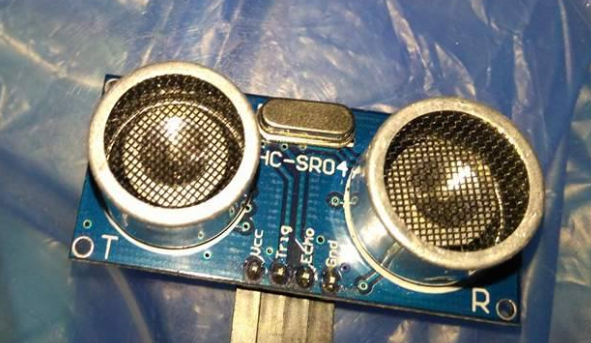 HC-SR04
T
Vcc
Trig
Echo
Gnd
R